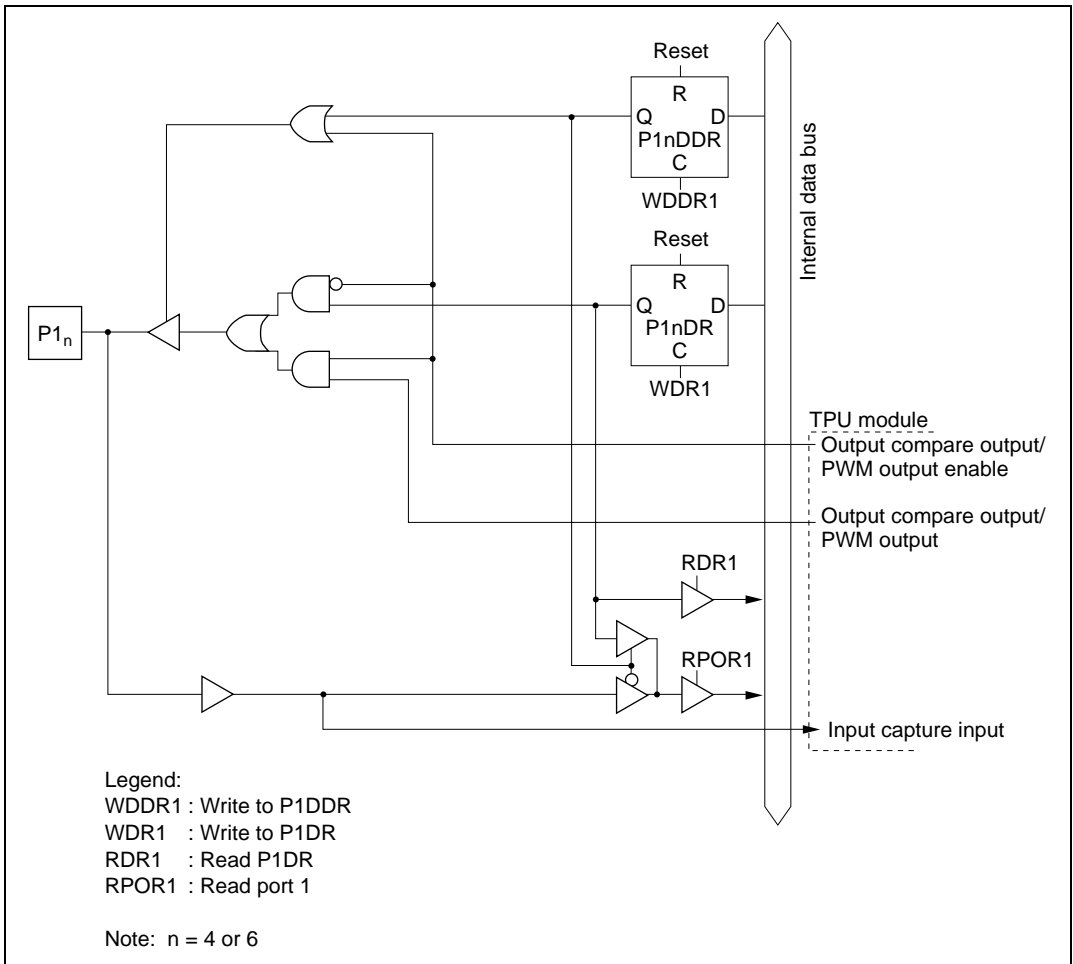 Reset
R
Q D
P1nDDR
C
WDDR1
Reset
R
Q D
P1nDR
C
WDR1
Internal data bus
P1n
TPU module
Output compare output/
PWM output enable
Output compare output/
PWM output
RDR1
RPOR1
Input capture input
Legend:
WDDR1 : Write to P1DDR
WDR1 : Write to P1DR
RDR1 : Read P1DR
RPOR1 : Read port 1
Note: n = 4 or 6